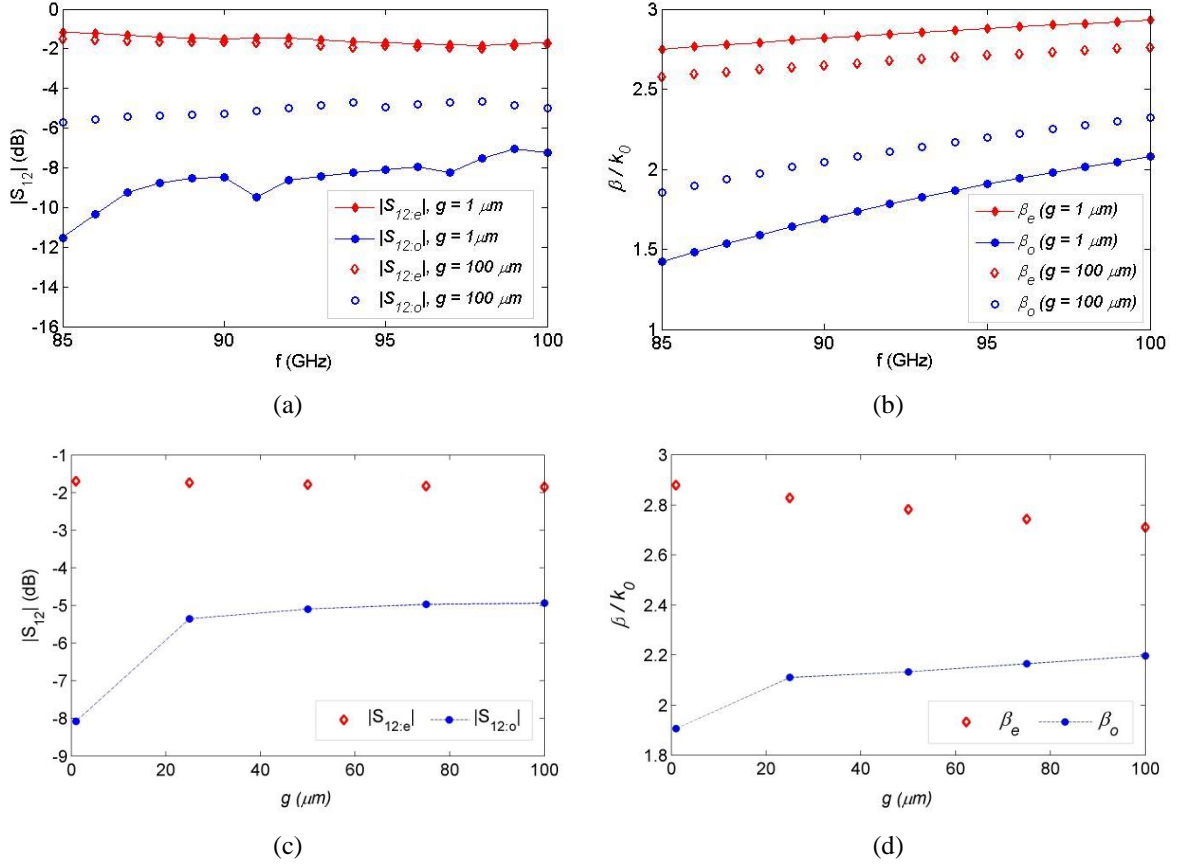 0
-2
-4
-6
-8
-10
-12
-14
-16
|S12| (dB)
|S12:e|, g = 1 μm
|S12:o|, g = 1 μm
|S12:e|, g = 100 μm
|S12:o|, g = 100 μm
85 90 95 100
f (GHz)
(a)
3
2.5
2
1.5
1
β / k0
βe (g = 1 μm)
βo (g = 1 μm)
βe (g = 100 μm)
βo (g = 100 μm)
85 90 95 100
f (GHz)
(b)
-1
-2
-3
-4
-5
-6
-7
-8
-9
|S12| (dB)
|S12:e| |S12:o|
0 20 40 60 80 100
g (μm)
(c)
3
2.8
2.6
2.4
2.2
2
1.8
β / k0
βe βo
0 20 40 60 80 100
g (μm)
(d)